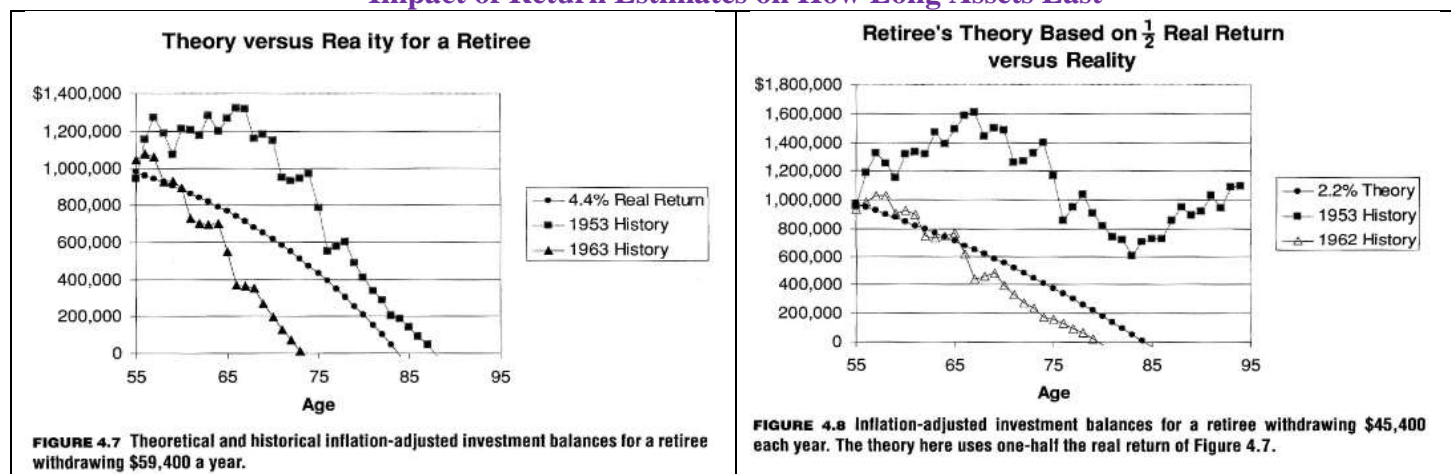 Impact of Return Estimates on How Long Assets Last
Theory versus Rea ity for a Retiree
$1,400,000
1,200,000
1,000,000
800,000
600,000
400,000
200,000
0
55
65
75
85
95
Age
4.4% Real Return
1953 History
1963 History
FIGURE 4.7 Theoretical and historical inflation-adjusted investment balances for a retiree
withdrawing $59,400 a year.
Retiree's Theory Based on 1/2 Real Return
versus Reality
$1,800,000
1,600,000
1,400,000
1,200,000
1,000,000
800,000
600,000
400,000
200,000
0
55
65
75
85
95
Age
2.2% Theory
1953 History
1962 History
FIGURE 4.8 Inflation-adjusted investment balances for a retiree withdrawing $45,400
each year. The theory here uses one-half the real return of Figure 4.7.